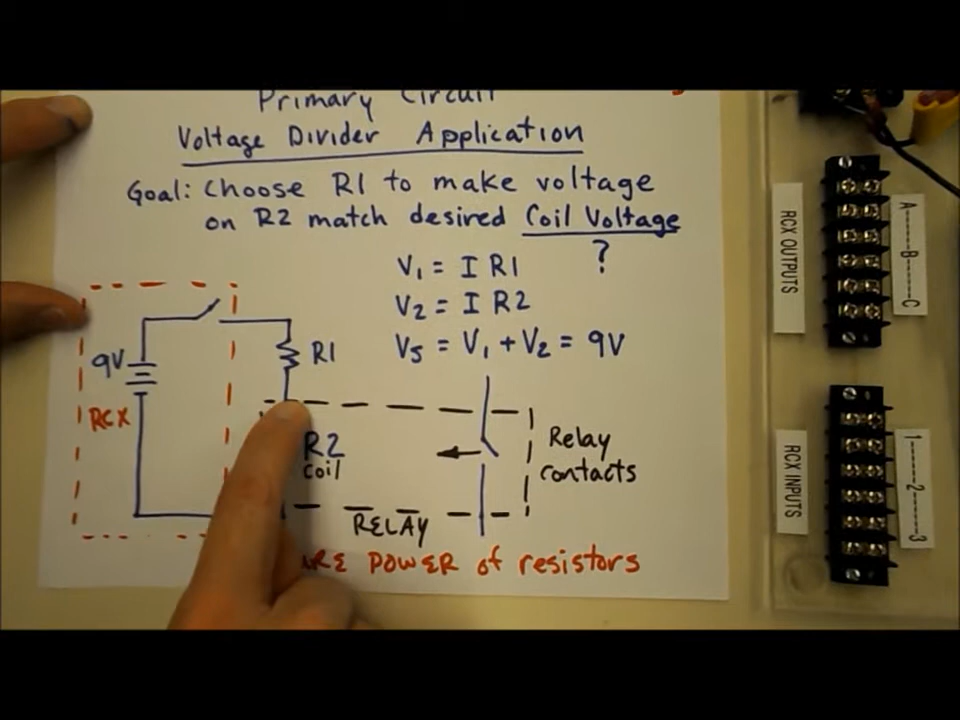 Primary Circuit
Voltage Divider Application
Goal: Choose R1 to make voltage
on R2 match desired Coil Voltage
?
V1 = I R1
V2 = I R2
VS = V1 + V2 = 9V
9V
R1
RCX
R2
Coil
Relay
contacts
RELAY
POWER of resistors
RCX OUTPUTS
A-----B-----C
RCX INPUTS
1-----2-----3